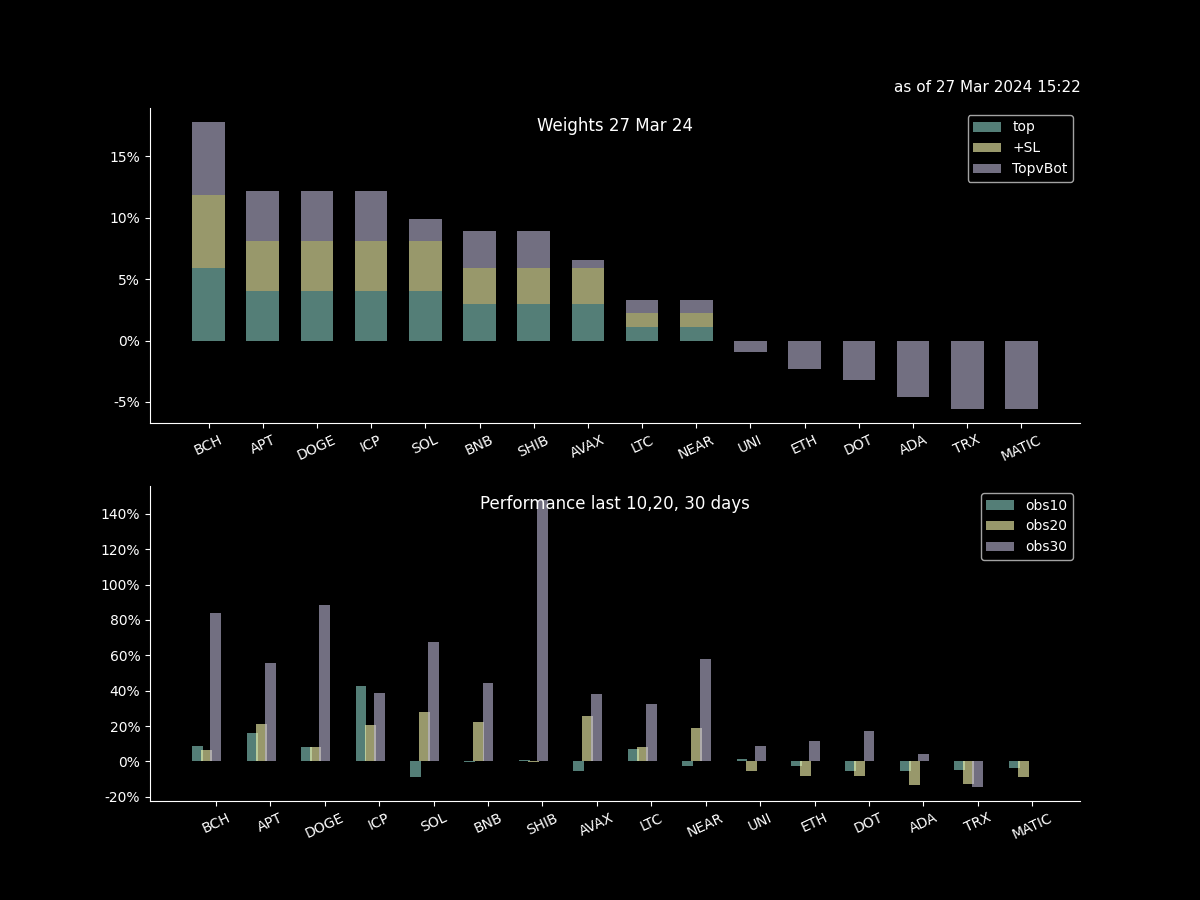 as of 27 Mar 2024 15:22
Weights 27 Mar 24
top
+SL
TopvBot
15%
10%
5%
0%
-5%
BCH APT DOGE ICP SOL BNB SHIB AVAX LTC NEAR UNI ETH DOT ADA TRX MATIC
Performance last 10,20, 30 days
obs10
obs20
obs30
140%
120%
100%
80%
60%
40%
20%
0%
-20%
BCH APT DOGE ICP SOL BNB SHIB AVAX LTC NEAR UNI ETH DOT ADA TRX MATIC